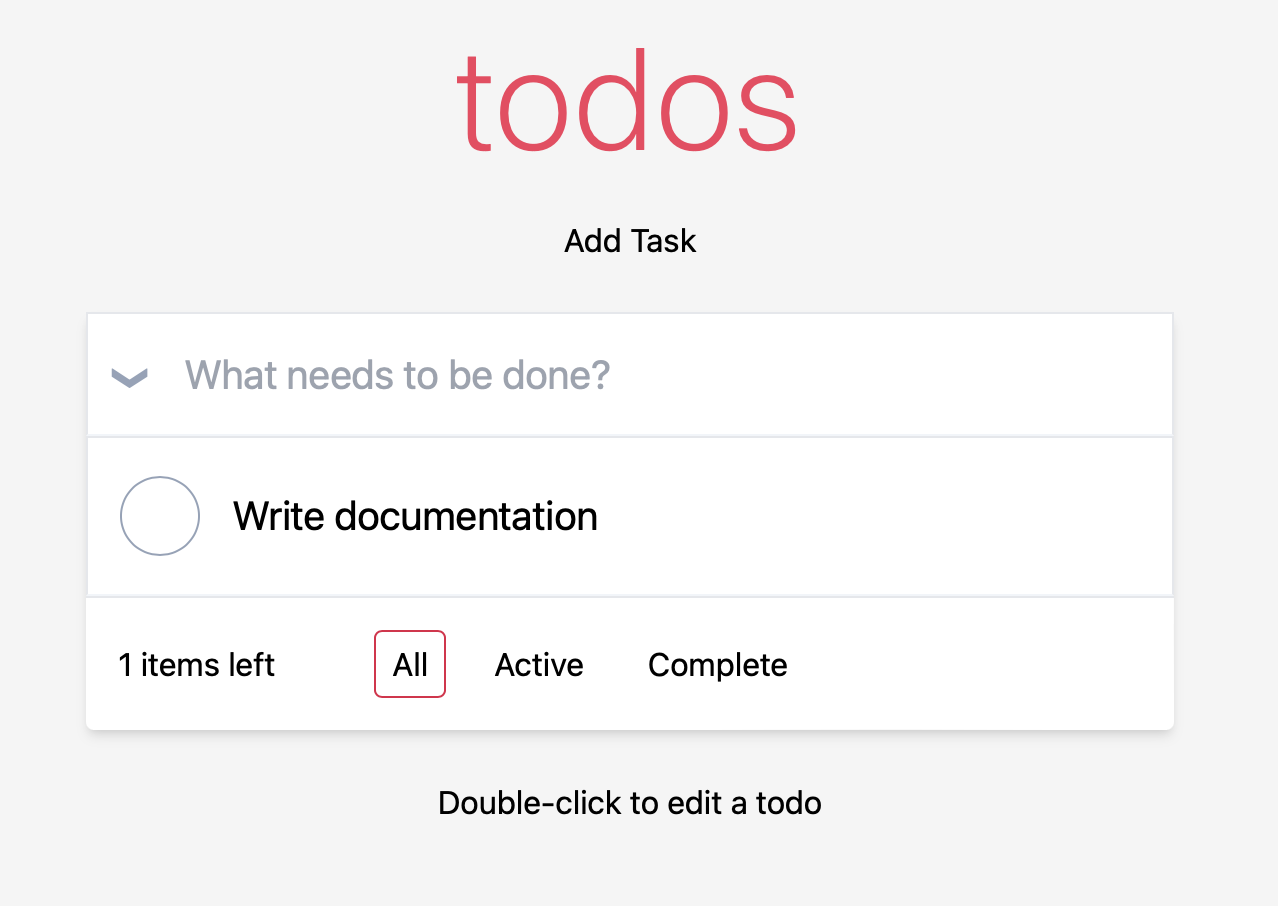 todos
Add Task
What needs to be done?
Write documentation
1 items left All Active Complete
Double-click to edit a todo